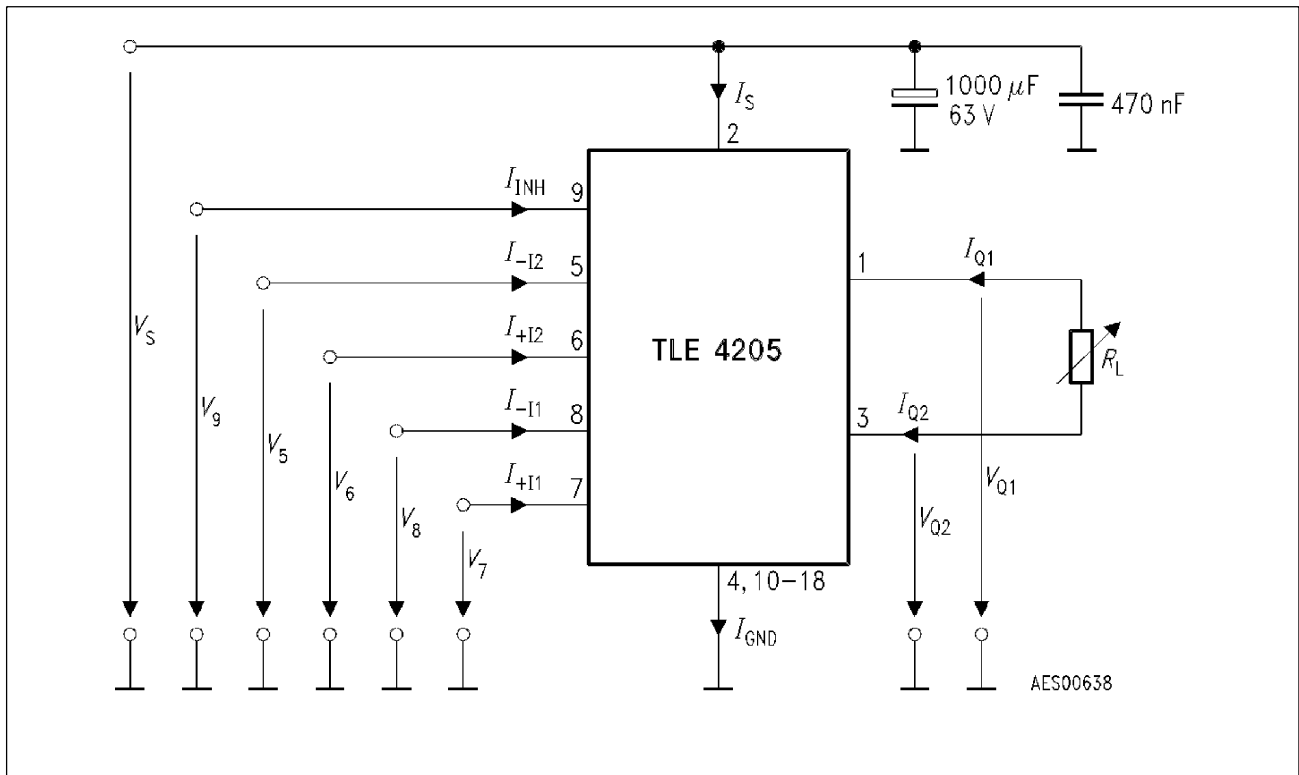 1000 μF
63 V
470 nF
I_S
2
I_INH
9
I_-I2
5
I_+I2
6
I_-I1
8
I_+I1
7
TLE 4205
1
I_Q1
3
I_Q2
R_L
V_S
V_9
V_5
V_6
V_8
V_7
V_Q2
V_Q1
4, 10-18
I_GND
AES00638